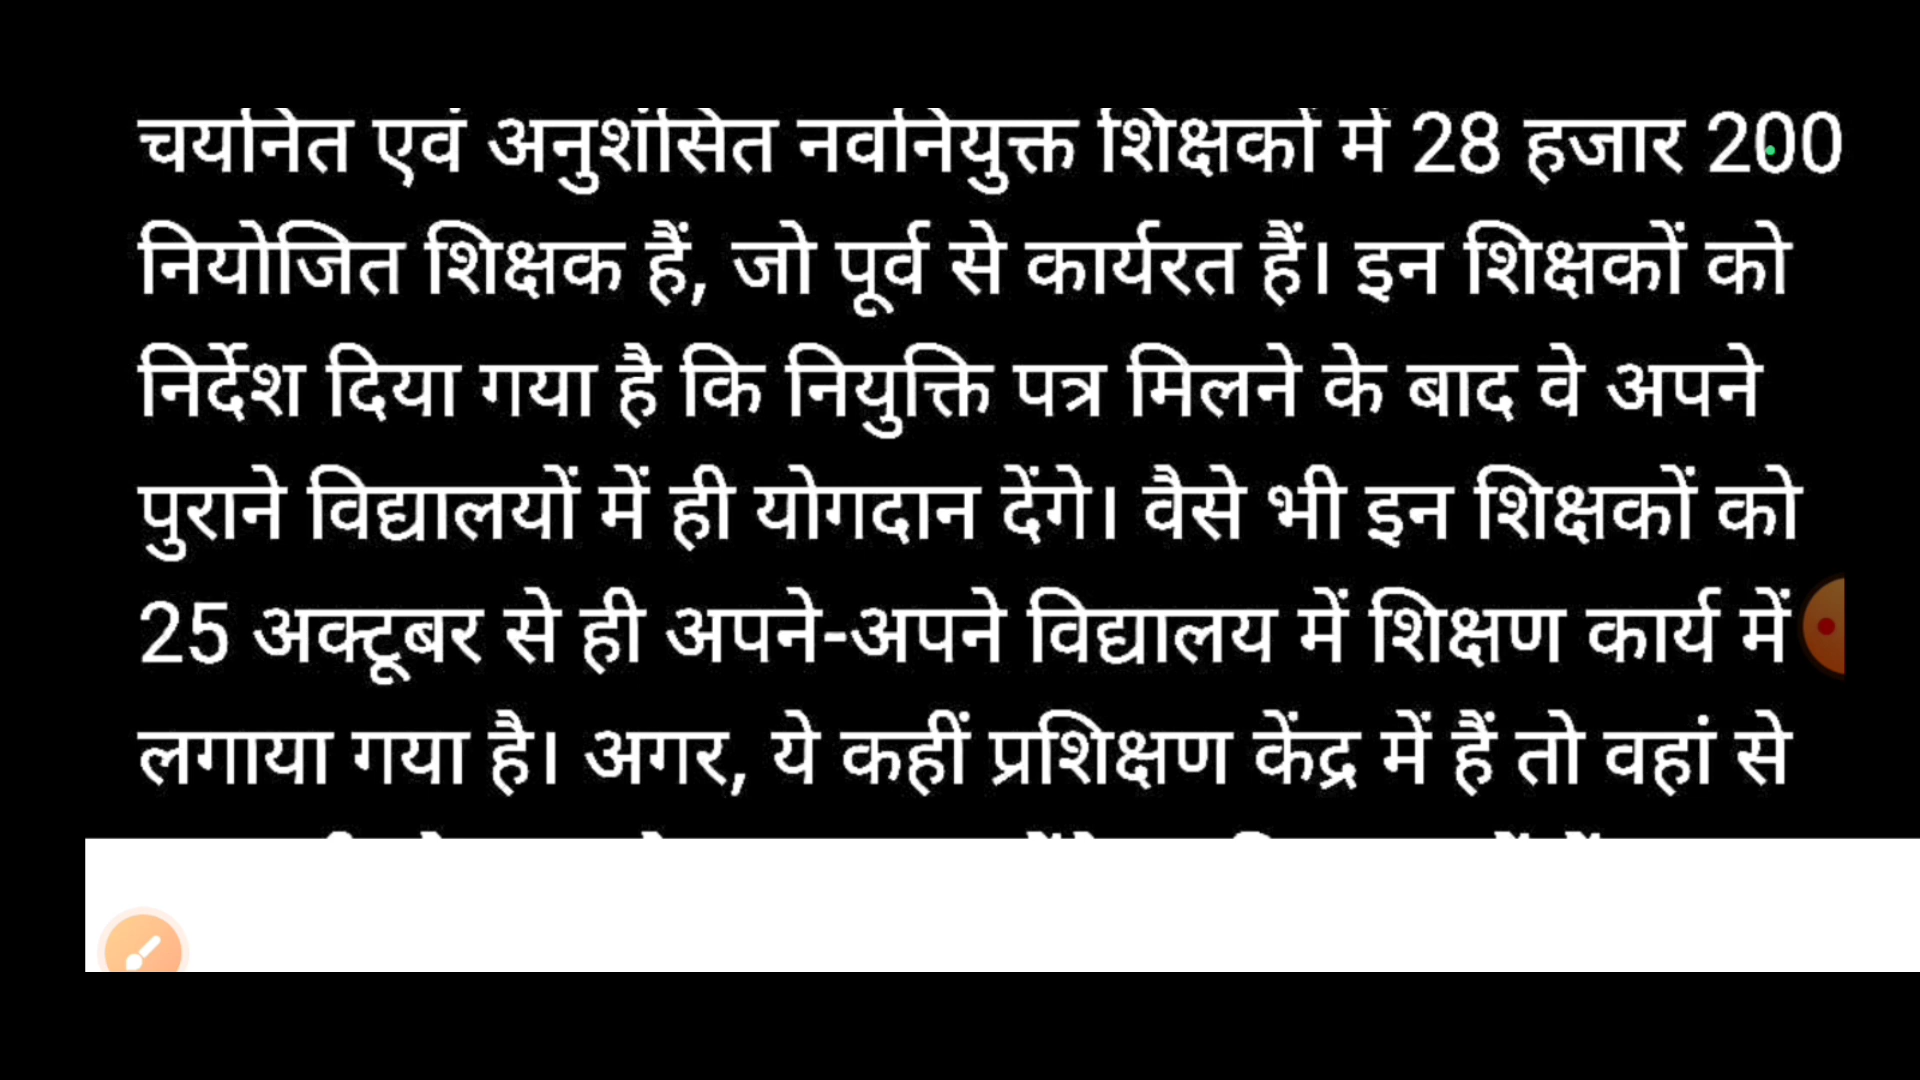 चयनित एवं अनुशंसित नवनियुक्त शिक्षकों में 28 हजार 200
नियोजित शिक्षक हैं, जो पूर्व से कार्यरत हैं। इन शिक्षकों को
निर्देश दिया गया है कि नियुक्ति पत्र मिलने के बाद वे अपने
पुराने विद्यालयों में ही योगदान देंगे। वैसे भी इन शिक्षकों को
25 अक्टूबर से ही अपने-अपने विद्यालय में शिक्षण कार्य में
लगाया गया है। अगर, ये कहीं प्रशिक्षण केंद्र में हैं तो वहां से